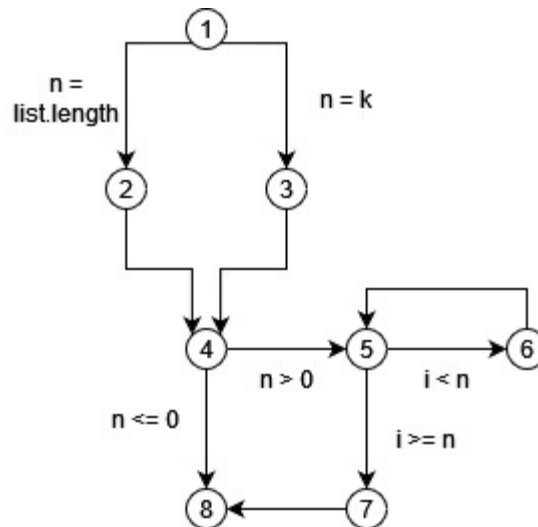 1
n =
list.length
n = k
2
3
4
5
6
n > 0
i < n
n <= 0
i >= n
8
7